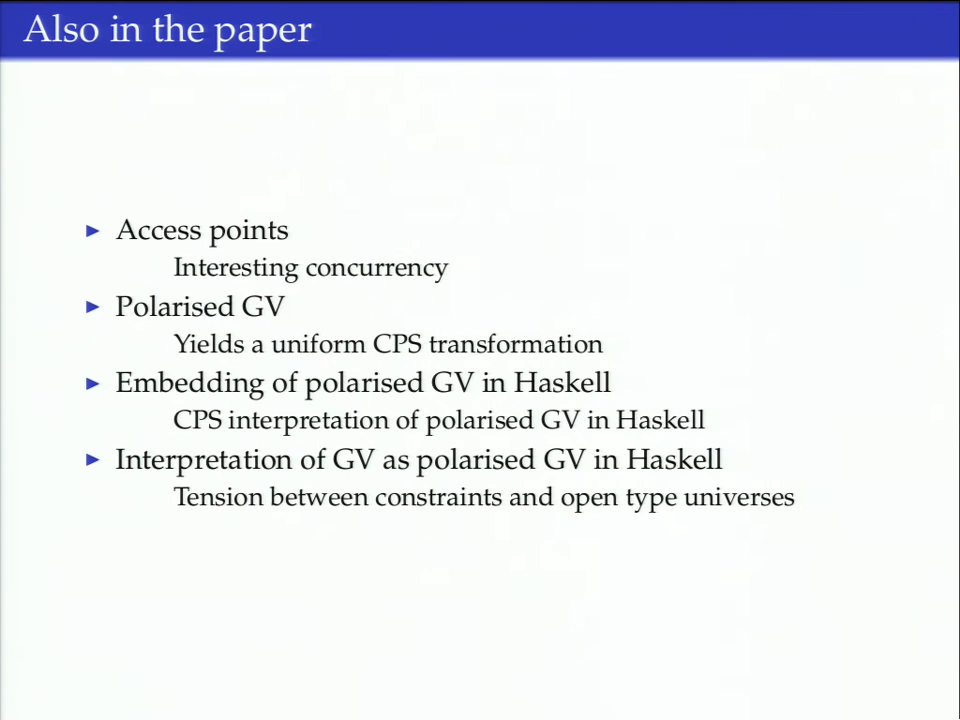 Also in the paper
Access points
Interesting concurrency
Polarised GV
Yields a uniform CPS transformation
Embedding of polarised GV in Haskell
CPS interpretation of polarised GV in Haskell
Interpretation of GV as polarised GV in Haskell
Tension between constraints and open type universes